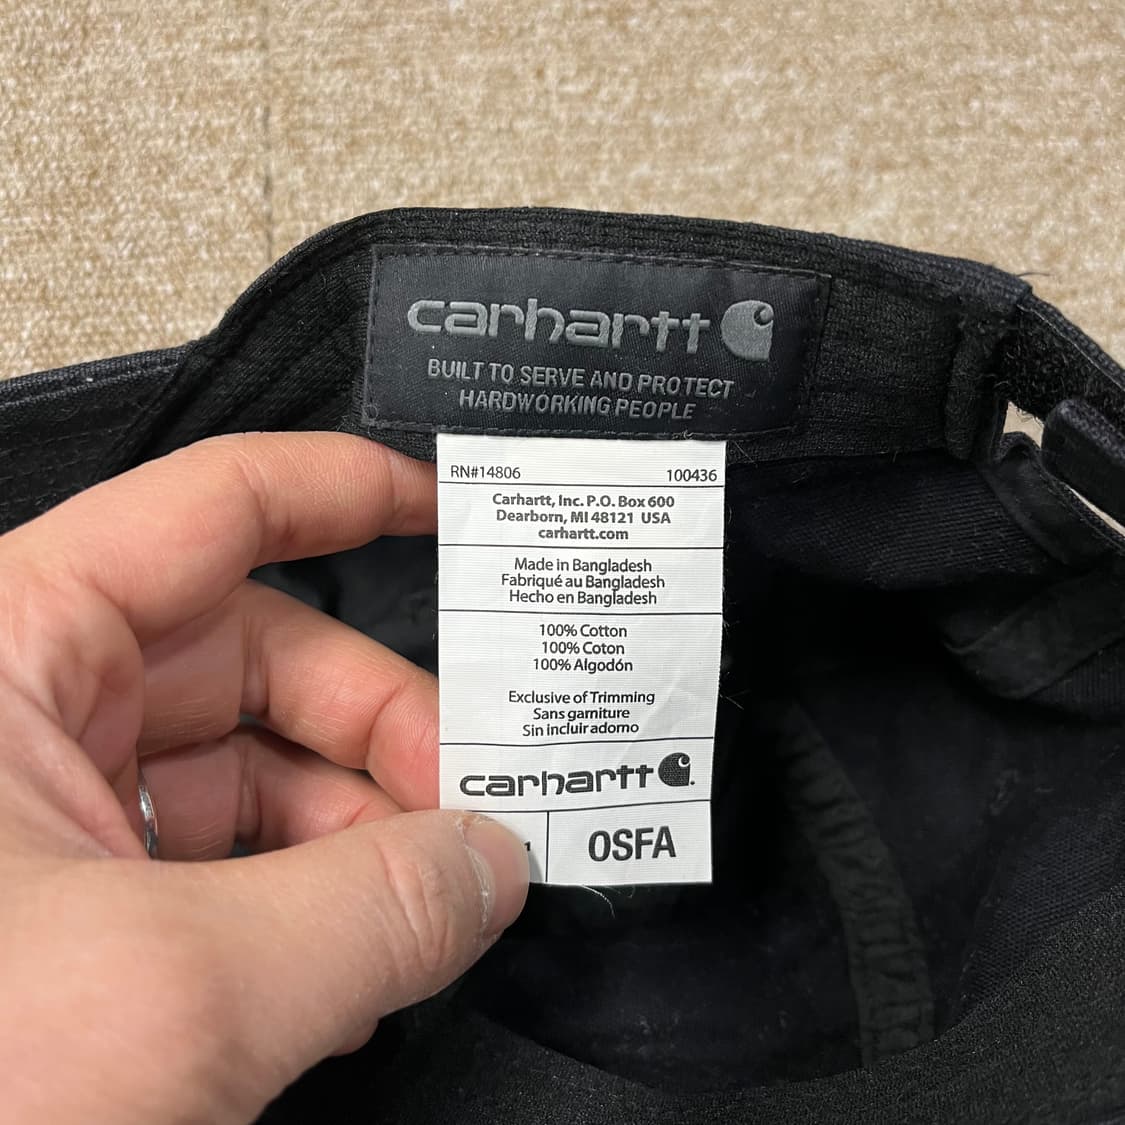 carhartt
BUILT TO SERVE AND PROTECT
HARDWORKING PEOPLE
RN#14806 100436
Carhartt, Inc. P.O. Box 600
Dearborn, MI 48121 USA
carhartt.com
Made in Bangladesh
Fabriqué au Bangladesh
Hecho en Bangladesh
100% Cotton
100% Coton
100% Algodón
Exclusive of Trimming
Sans garniture
Sin incluir adorno
carhartt
OSFA